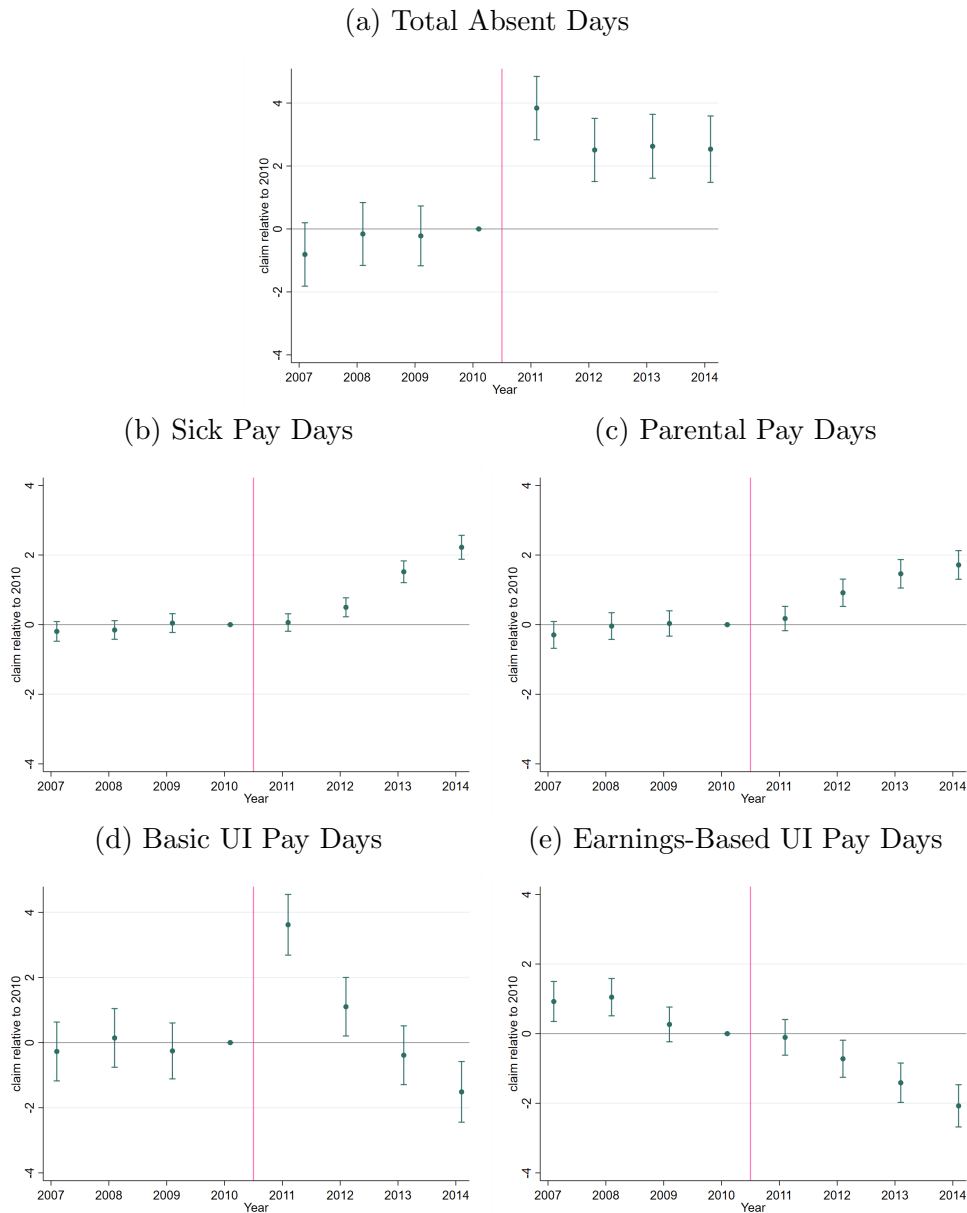 (a) Total Absent Days
claim relative to 2010
4
2
0
-2
-4
2007 2008 2009 2010 2011 2012 2013 2014
Year
(b) Sick Pay Days
claim relative to 2010
4
2
0
-2
-4
2007 2008 2009 2010 2011 2012 2013 2014
Year
(c) Parental Pay Days
claim relative to 2010
4
2
0
-2
-4
2007 2008 2009 2010 2011 2012 2013 2014
Year
(d) Basic UI Pay Days
claim relative to 2010
4
2
0
-2
-4
2007 2008 2009 2010 2011 2012 2013 2014
Year
(e) Earnings-Based UI Pay Days
claim relative to 2010
4
2
0
-2
-4
2007 2008 2009 2010 2011 2012 2013 2014
Year